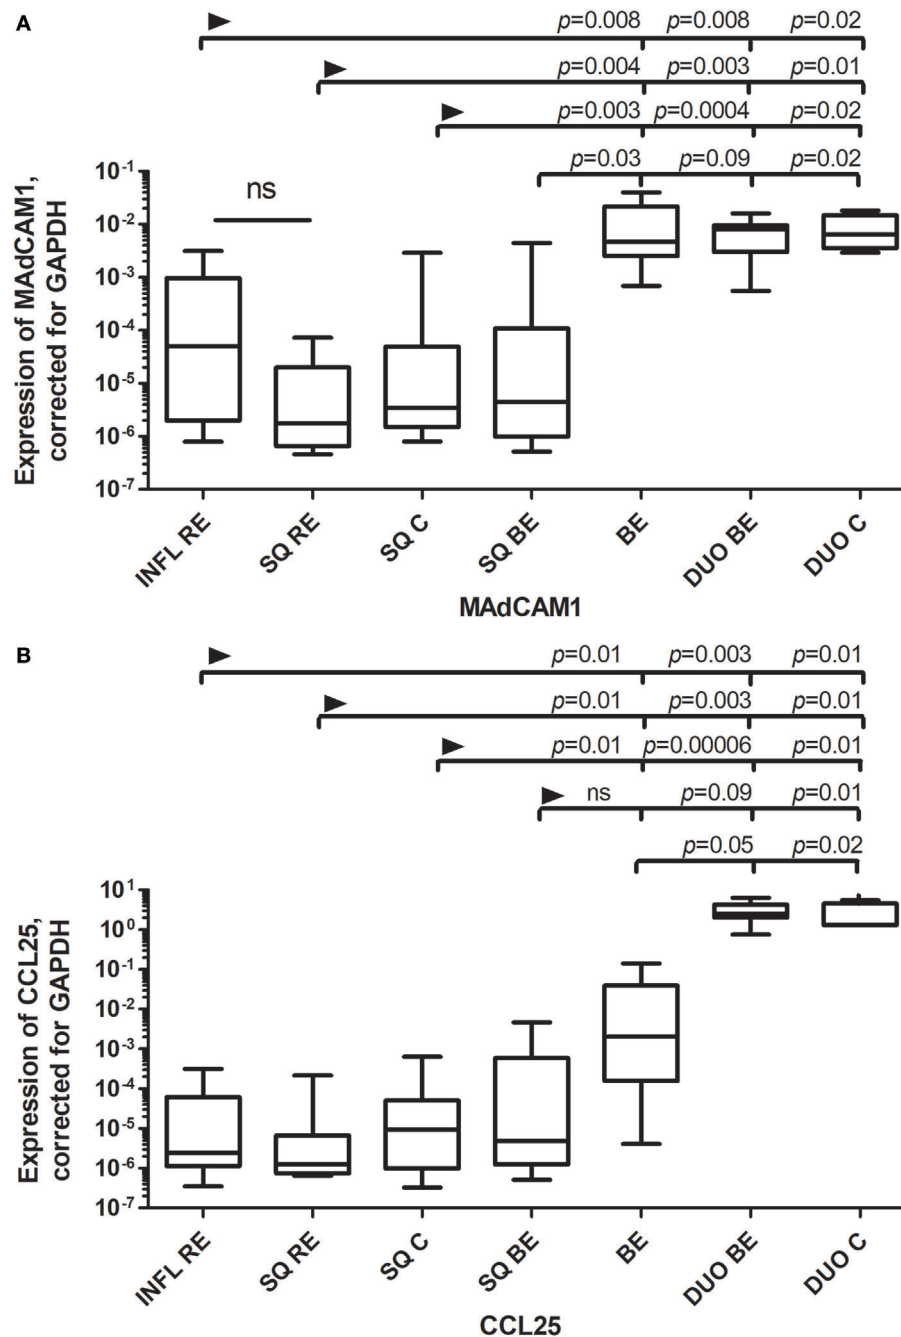 A
p=0.008 p=0.008 p=0.02
p=0.004 p=0.003 p=0.01
p=0.003 p=0.0004 p=0.02
p=0.03 p=0.09 p=0.02
ns
Expression of MAdCAM1,
corrected for GAPDH
10-1
10-2
10-3
10-4
10-5
10-6
10-7
INFL RE
SQ RE
SQ C
SQ BE
BE
DUO BE
DUO C
MAdCAM1
B
p=0.01 p=0.003 p=0.01
p=0.01 p=0.003 p=0.01
p=0.01 p=0.00006 p=0.01
ns p=0.09 p=0.01
p=0.05 p=0.02
Expression of CCL25,
corrected for GAPDH
101
100
10-1
10-2
10-3
10-4
10-5
10-6
10-7
INFL RE
SQ RE
SQ C
SQ BE
BE
DUO BE
DUO C
CCL25